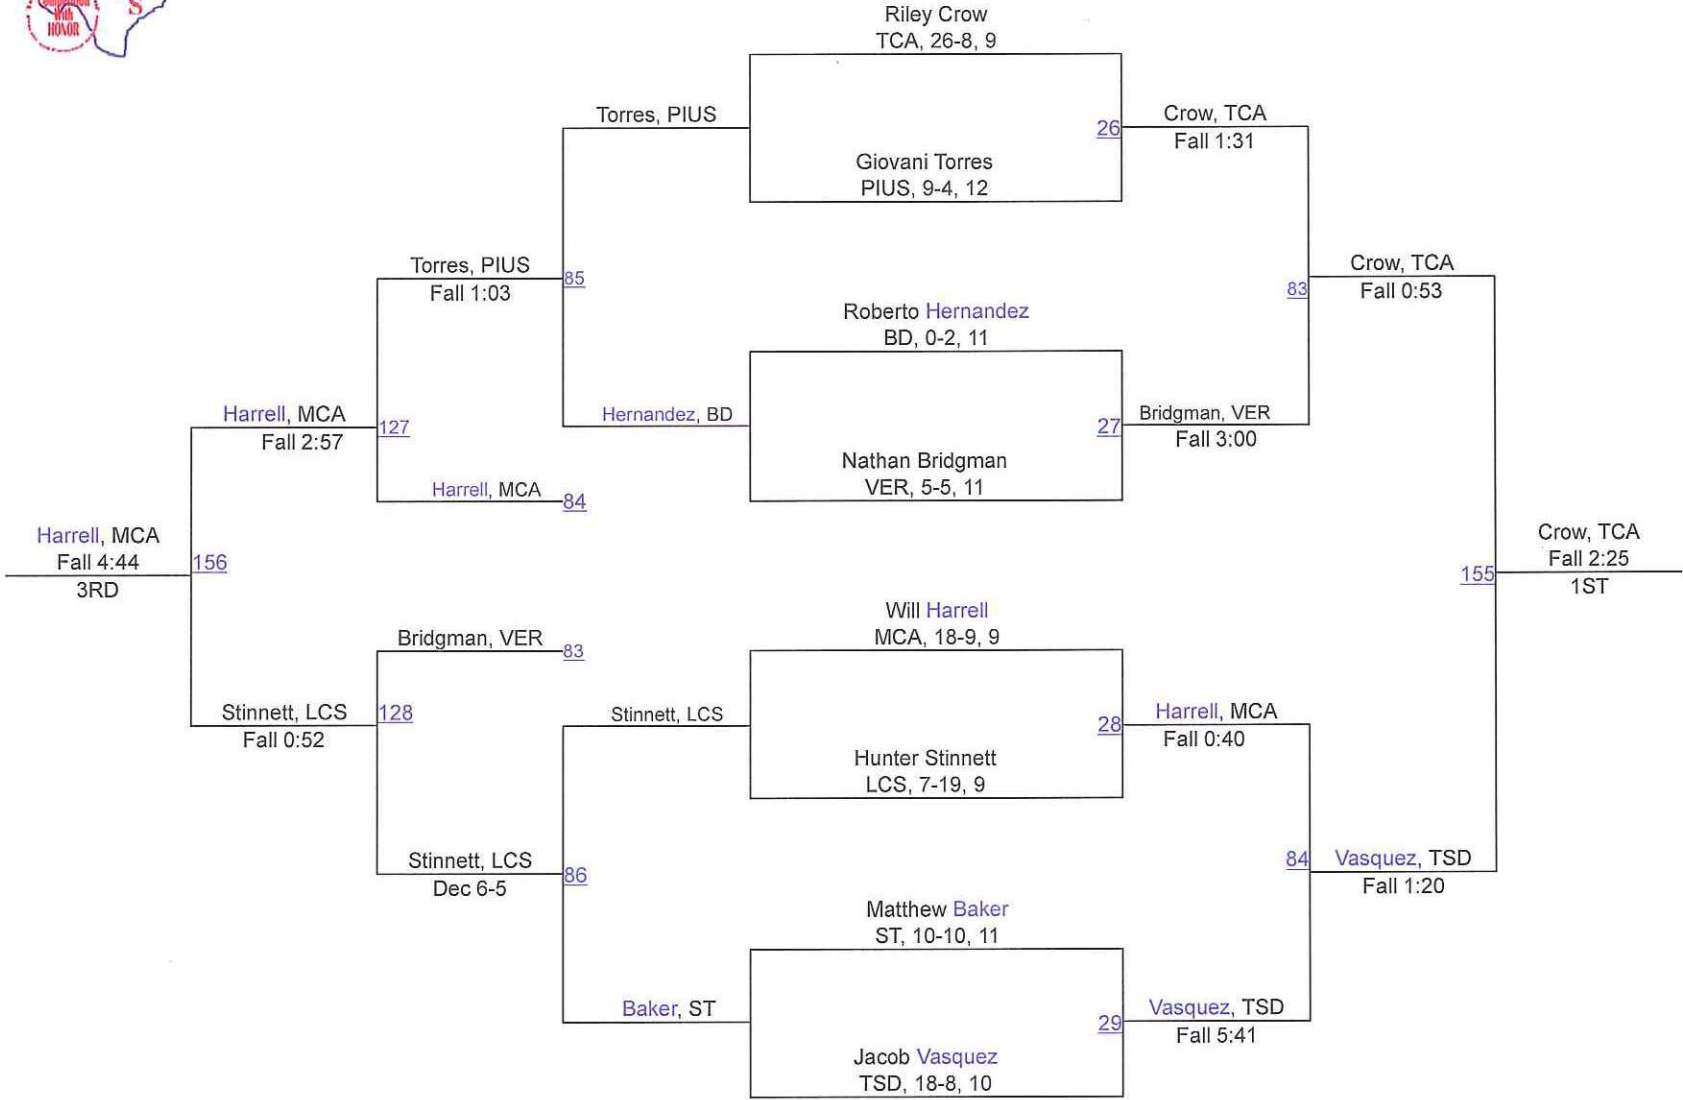 Competition
With
HONOR
S
Riley Crow
TCA, 26-8, 9
Torres, PIUS
26
Crow, TCA
Fall 1:31
Giovani Torres
PIUS, 9-4, 12
Torres, PIUS
Fall 1:03
85
Crow, TCA
Fall 0:53
83
Roberto Hernandez
BD, 0-2, 11
Harrell, MCA
Fall 2:57
127
Hernandez, BD
27
Bridgman, VER
Fall 3:00
Nathan Bridgman
VER, 5-5, 11
Harrell, MCA
84
Harrell, MCA
Fall 4:44
3RD
156
Crow, TCA
Fall 2:25
1ST
155
Will Harrell
MCA, 18-9, 9
Bridgman, VER
83
Stinnett, LCS
Fall 0:52
128
Stinnett, LCS
28
Harrell, MCA
Fall 0:40
Hunter Stinnett
LCS, 7-19, 9
Stinnett, LCS
Dec 6-5
86
84
Vasquez, TSD
Fall 1:20
Matthew Baker
ST, 10-10, 11
Baker, ST
29
Vasquez, TSD
Fall 5:41
Jacob Vasquez
TSD, 18-8, 10